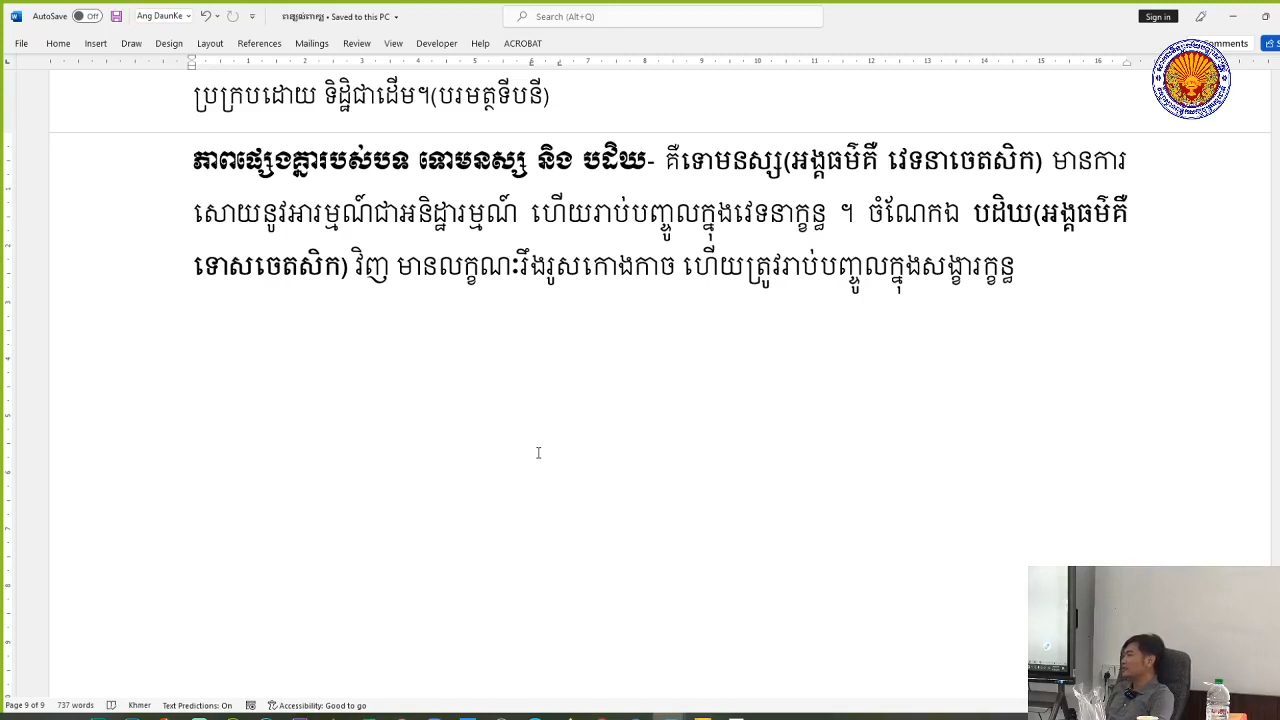 AutoSave Off Ang DaunKe ពាន្យល់ពាក្យ • Saved to this PC Search (Alt+Q) Sign in
File Home Insert Draw Design Layout References Mailings Review View Developer Help ACROBAT Comments
ប្រក្របដោយ ទិដ្ឋិជាដើម។(បរមត្ថទីបនី)
ភាពផ្សេងគ្នារបស់បទ ទោមនស្ស និង បដិឃ- គឺទោមនស្ស(អង្គធម៌គឺ វេទនាចេតសិក) មានការ
សោយនូវអារម្មណ៍ជាអនិដ្ឋារម្មណ៍ ហើយរាប់បញ្ចូលក្នុងវេទនាក្ខន្ធ ។ ចំណែកឯ បដិឃ(អង្គធម៌គឺ
ទោសចេតសិក) វិញ មានលក្ខណៈរឹងរូសកោងកាច ហើយត្រូវរាប់បញ្ចូលក្នុងសង្ខារក្ខន្ធ
Page 9 of 9 737 words Khmer Text Predictions: On Accessibility: Good to go